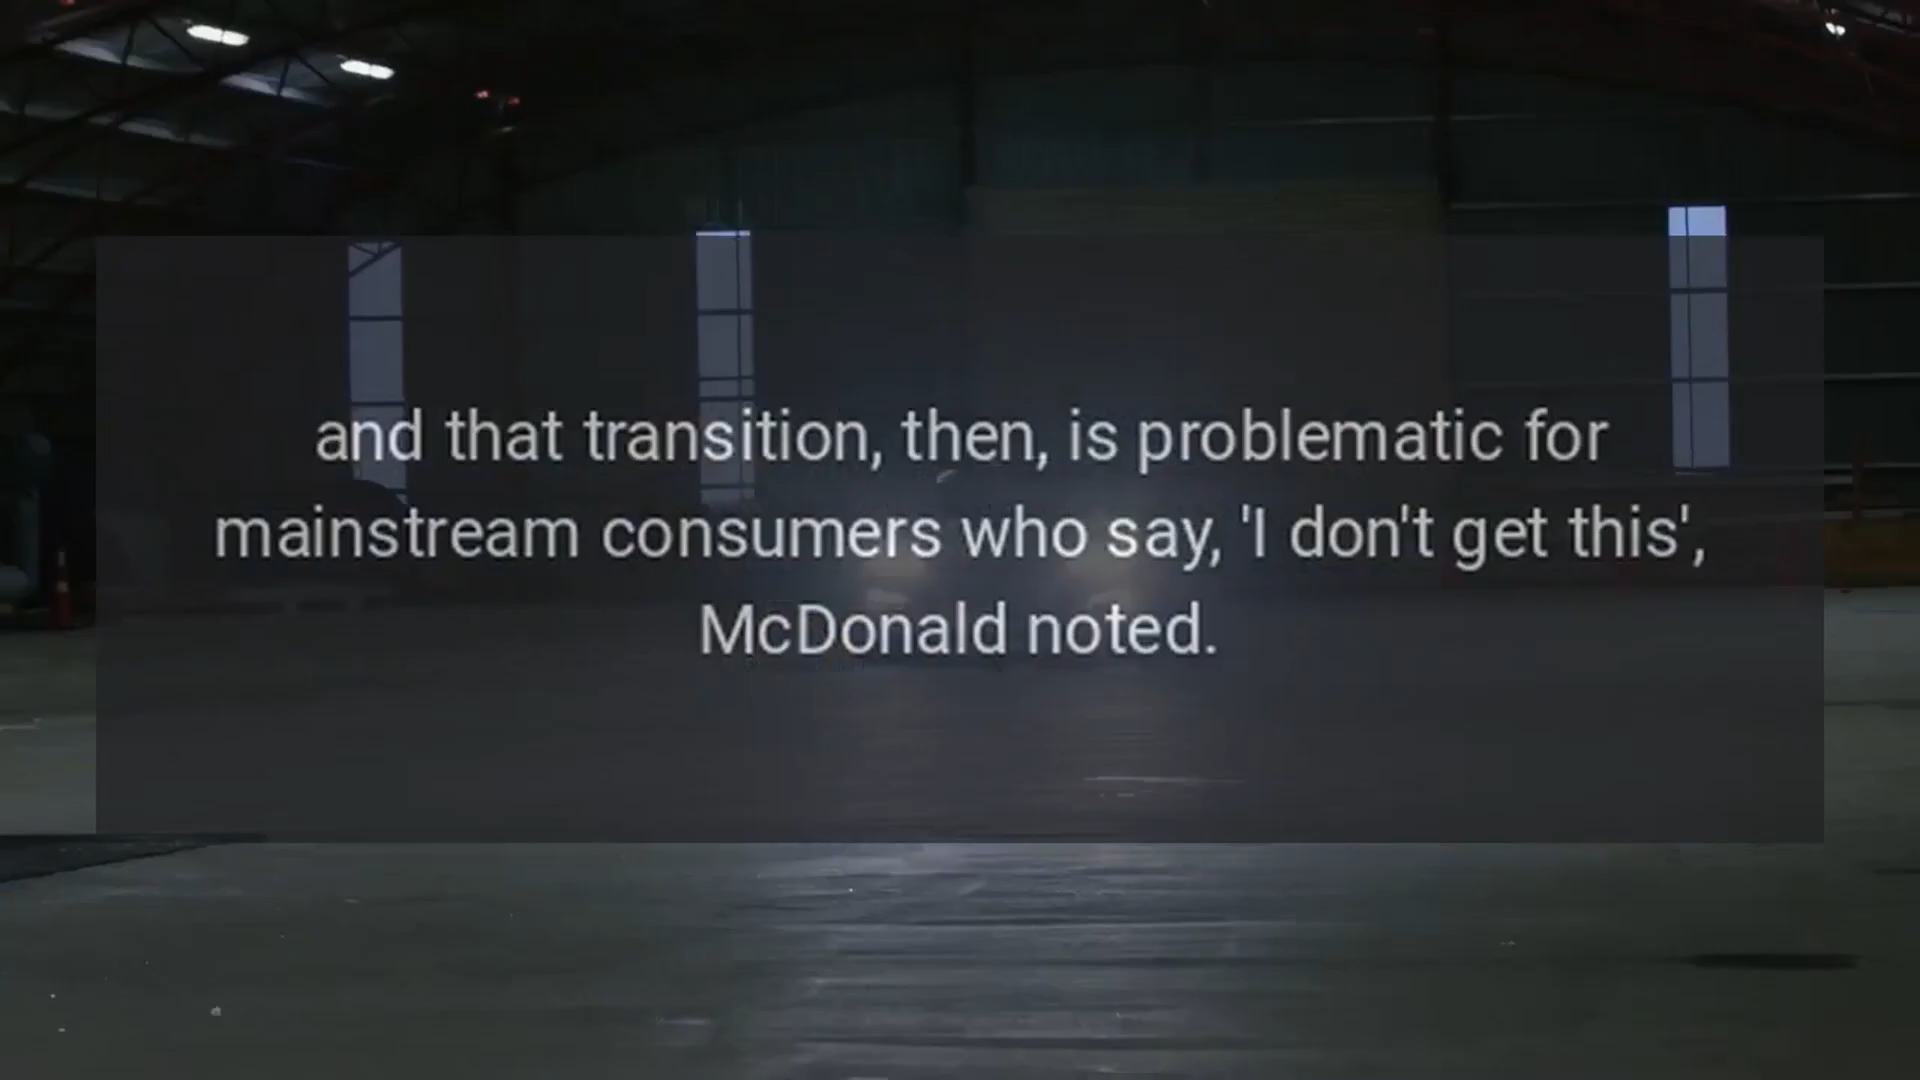 and that transition, then, is problematic for
mainstream consumers who say, 'I don't get this',
McDonald noted.